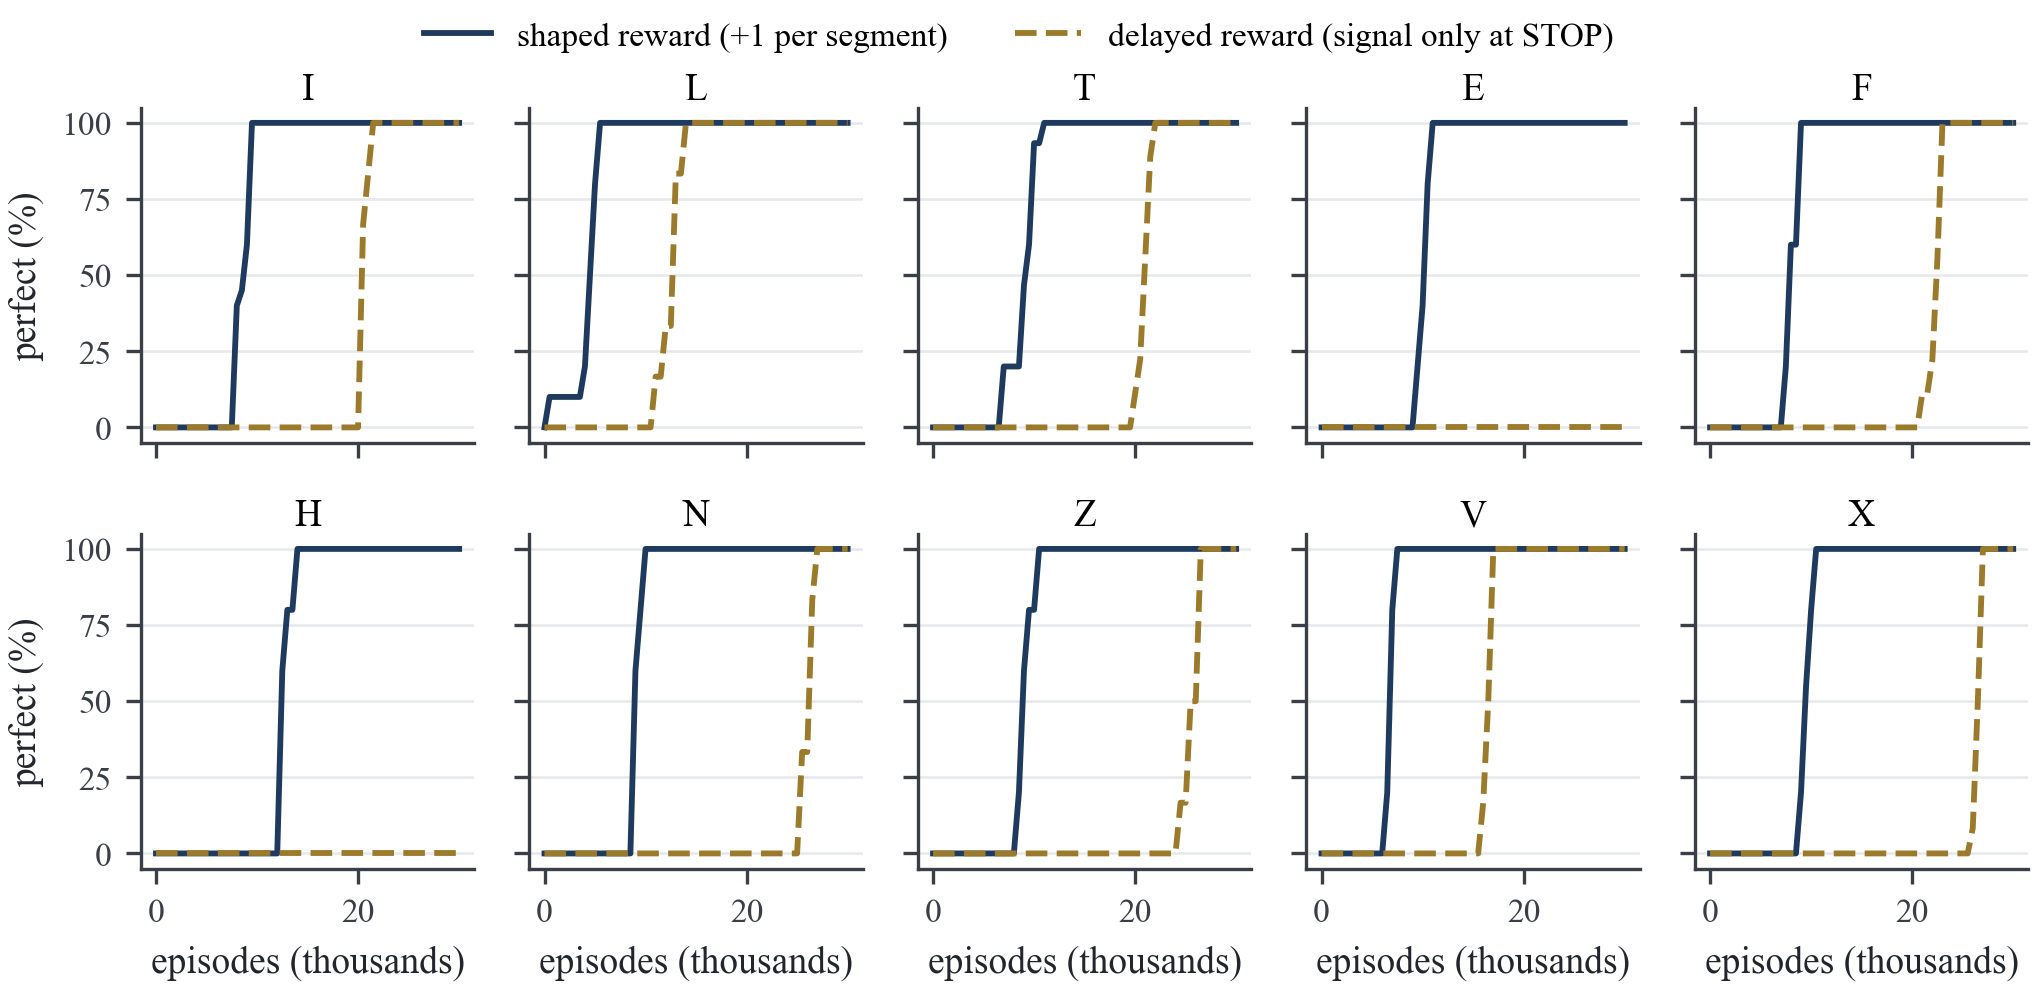 shaped reward (+1 per segment) delayed reward (signal only at STOP)
I L T E F
perfect (%)
100
75
50
25
0
H N Z V X
perfect (%)
100
75
50
25
0
0 20 0 20 0 20 0 20 0 20
episodes (thousands) episodes (thousands) episodes (thousands) episodes (thousands) episodes (thousands)